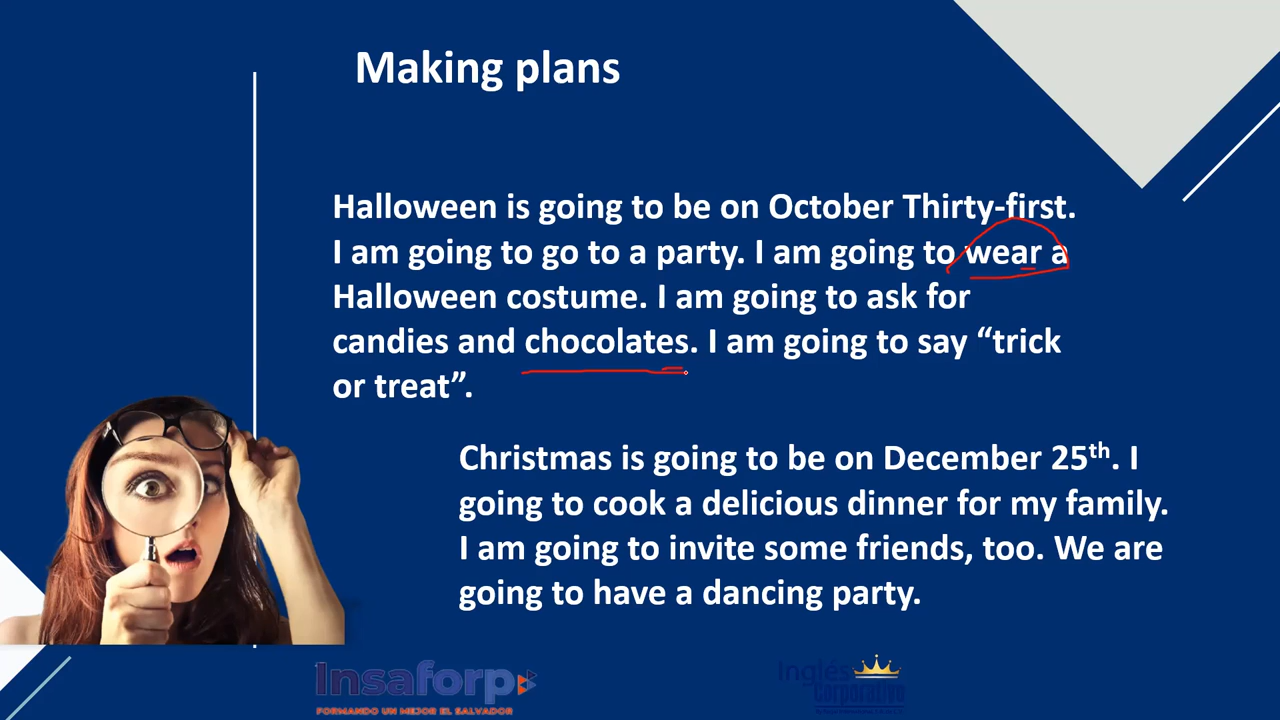 Making plans
Halloween is going to be on October Thirty-first.
I am going to go to a party. I am going to wear a
Halloween costume. I am going to ask for
candies and chocolates. I am going to say “trick
or treat”.
Christmas is going to be on December 25th. I
going to cook a delicious dinner for my family.
I am going to invite some friends, too. We are
going to have a dancing party.
Insaforp
FORMANDO UN MEJOR EL SALVADOR
Inglés
Corporativo